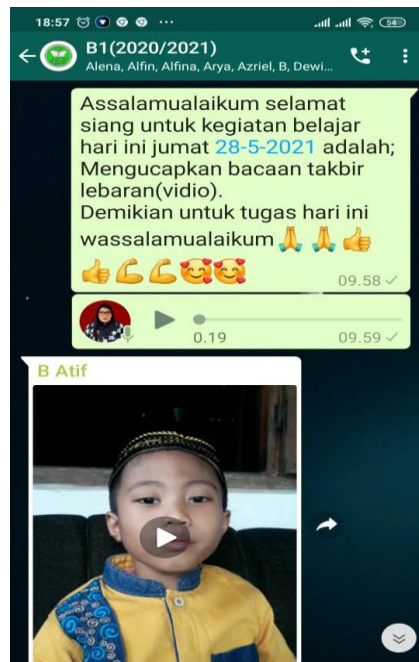 18:57 ... 54
B1(2020/2021)
Alena, Alfin, Alfina, Arya, Azriel, B, Dewi...
Assalamualaikum selamat
siang untuk kegiatan belajar
hari ini jumat 28-5-2021 adalah;
Mengucapkan bacaan takbir
lebaran(vidio).
Demikian untuk tugas hari ini
wassalamualaikum 🙏 🙏 👍
👍 💪 💪 🥰 🥰
09.58
0.19 09.59
B Atif